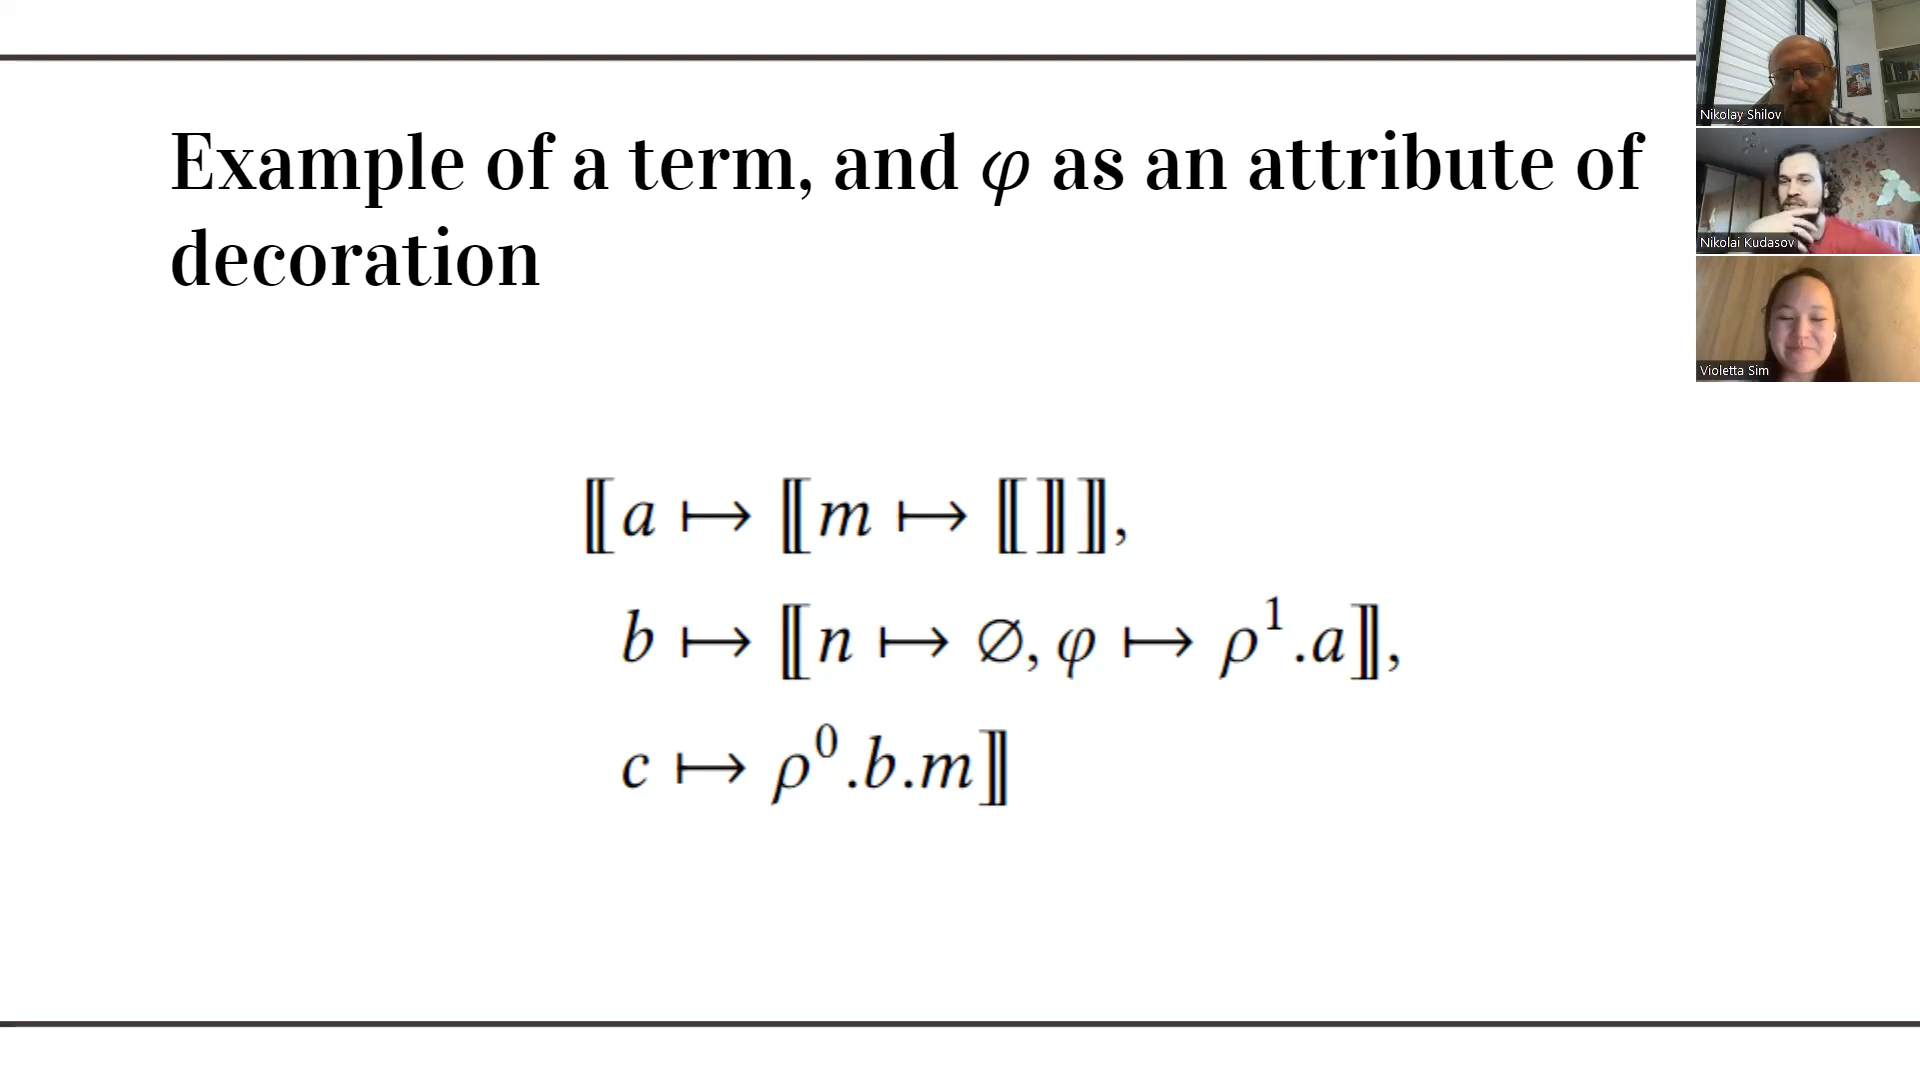 Example of a term, and φ as an attribute of
decoration
⟦a ↦ ⟦m ↦ ⟦⟧⟧,
b ↦ ⟦n ↦ ∅, φ ↦ ρ¹.a⟧,
c ↦ ρ⁰.b.m⟧
Nikolay Shilov
Nikolai Kudasov
Violetta Sim